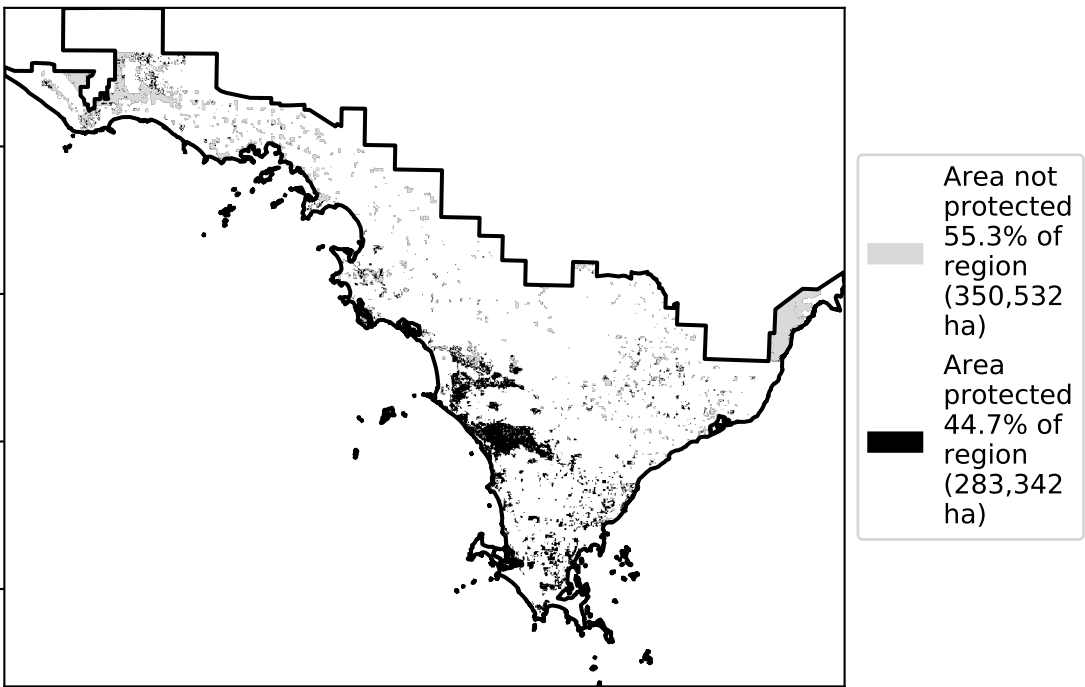 Area not
protected
55.3% of
region
(350,532
ha)
Area
protected
44.7% of
region
(283,342
ha)